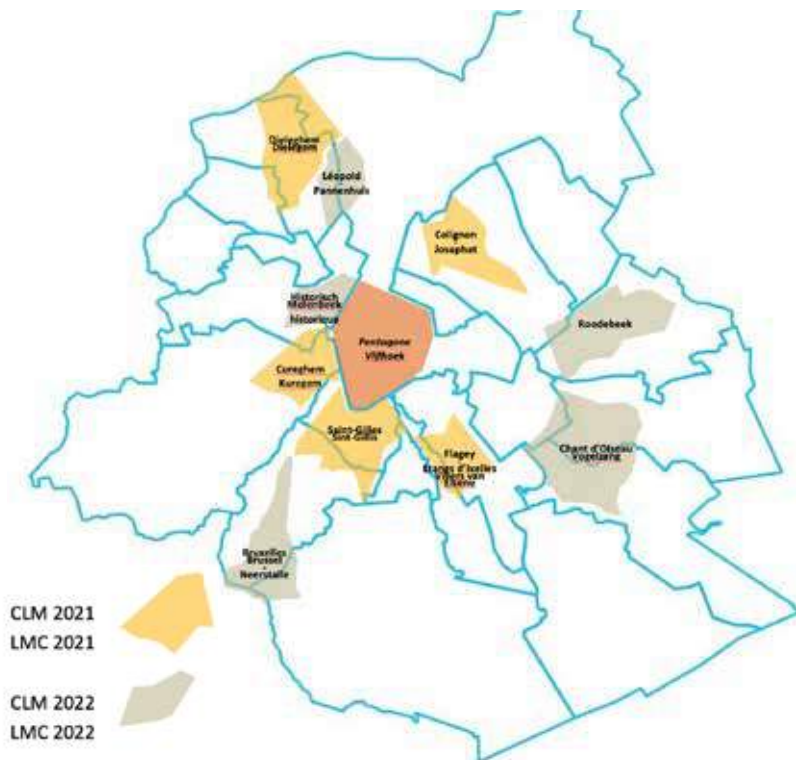 Dieleghem
Dielegem
Léopold
Pannenhuis
Colignon
Josaphat
Historisch
Molenbeek
historique
Pentagone
Vijfhoek
Roodebeek
Cureghem
Kuregem
Saint-Gilles
Sint-Gillis
Flagey
Etangs d'Ixelles
Vijvers van
Elsene
Chant d'Oiseau
Vogelzang
Bruxelles
Brussel
-
Neerstalle
CLM 2021
LMC 2021
CLM 2022
LMC 2022